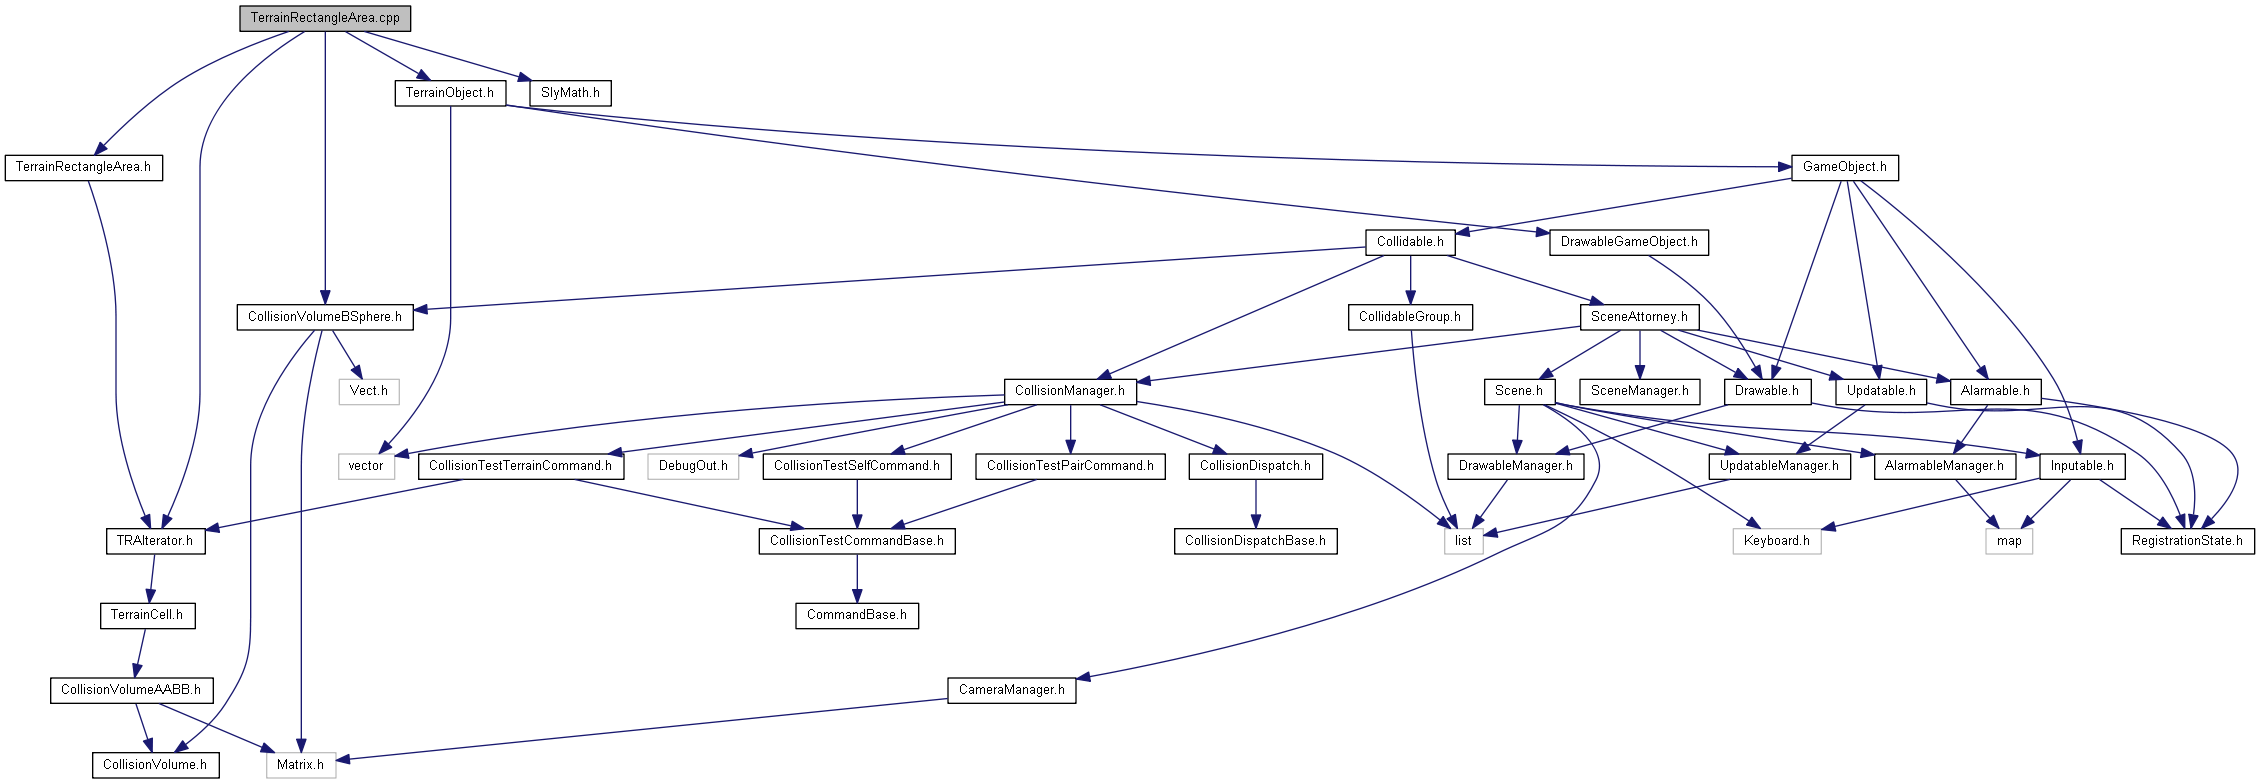 TerrainRectangleArea.cpp
TerrainObject.h
SlyMath.h
TerrainRectangleArea.h
GameObject.h
Collidable.h
DrawableGameObject.h
CollisionVolumeBSphere.h
CollidableGroup.h
SceneAttorney.h
Vect.h
CollisionManager.h
Scene.h
SceneManager.h
Drawable.h
Updatable.h
Alarmable.h
vector
CollisionTestTerrainCommand.h
DebugOut.h
CollisionTestSelfCommand.h
CollisionTestPairCommand.h
CollisionDispatch.h
DrawableManager.h
UpdatableManager.h
AlarmableManager.h
Inputable.h
TRAIterator.h
CollisionTestCommandBase.h
CollisionDispatchBase.h
list
Keyboard.h
map
RegistrationState.h
TerrainCell.h
CommandBase.h
CollisionVolumeAABB.h
CameraManager.h
CollisionVolume.h
Matrix.h